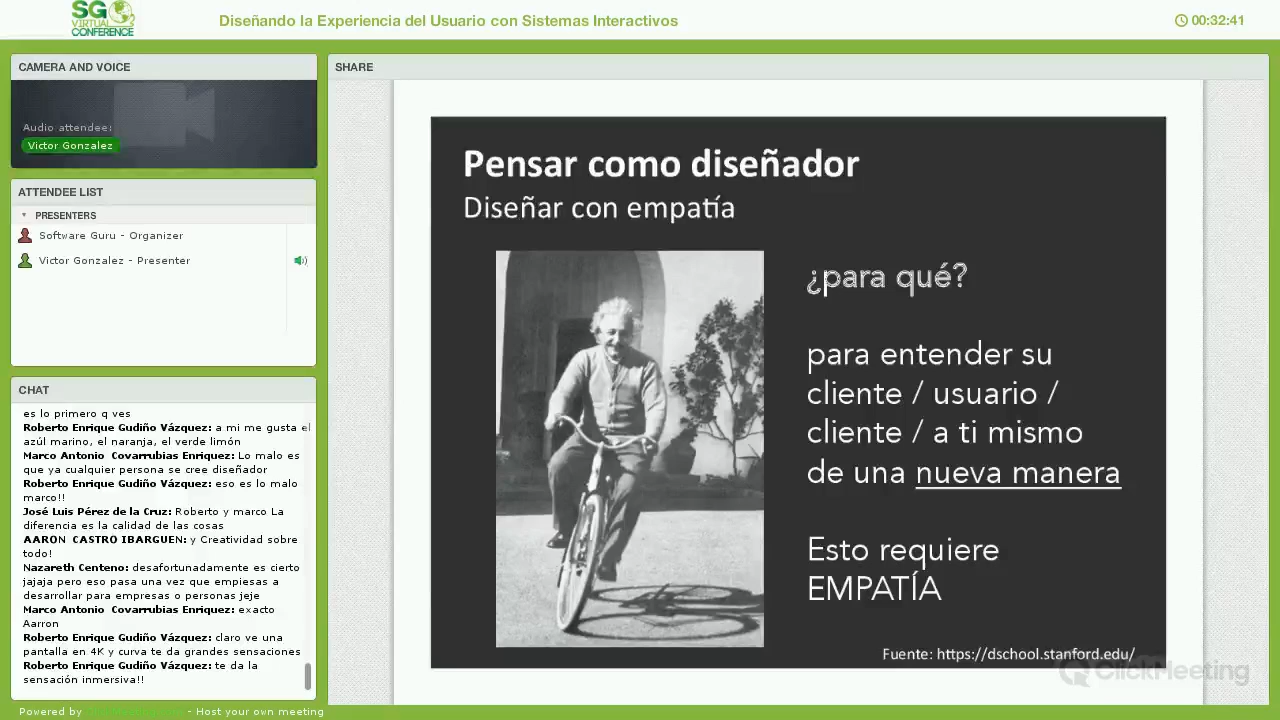 SG
VIRTUAL
CONFERENCE
Diseñando la Experiencia del Usuario con Sistemas Interactivos
00:32:41
CAMERA AND VOICE
Audio attendee:
Victor Gonzalez
ATTENDEE LIST
PRESENTERS
Software Guru - Organizer
Victor Gonzalez - Presenter
CHAT
es lo primero q ves
Roberto Enrique Gudiño Vázquez: a mi me gusta el
azúl marino, el naranja, el verde limón
Marco Antonio Covarrubias Enriquez: Lo malo es
que ya cualquier persona se cree diseñador
Roberto Enrique Gudiño Vázquez: eso es lo malo
marco!!
José Luis Pérez de la Cruz: Roberto y marco La
diferencia es la calidad de las cosas
AARON CASTRO IBARGUEN: y Creatividad sobre
todo!
Nazareth Centeno: desafortunadamente es cierto
jajaja pero eso pasa una vez que empiesas a
desarrollar para empresas o personas jeje
Marco Antonio Covarrubias Enriquez: exacto
Aarron
Roberto Enrique Gudiño Vázquez: claro ve una
pantalla en 4K y curva te da grandes sensaciones
Roberto Enrique Gudiño Vázquez: te da la
sensación inmersiva!!
Powered by - Host your own meeting
SHARE
Pensar como diseñador
Diseñar con empatía
¿para qué?
para entender su
cliente / usuario /
cliente / a ti mismo
de una nueva manera
Esto requiere
EMPATÍA
Fuente: https://dschool.stanford.edu/
ClickMeeting